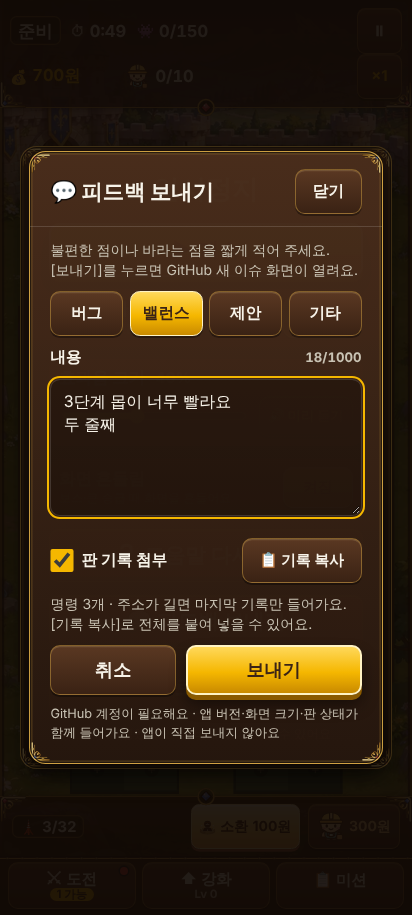 준비 0:49 0/150
700원 0/10 ×1
💬 피드백 보내기 닫기
불편한 점이나 바라는 점을 짧게 적어 주세요.
[보내기]를 누르면 GitHub 새 이슈 화면이 열려요.
버그 밸런스 제안 기타
내용 18/1000
3단계 몹이 너무 빨라요
두 줄째
판 기록 첨부 📋 기록 복사
명령 3개 · 주소가 길면 마지막 기록만 들어가요.
[기록 복사]로 전체를 붙여 넣을 수 있어요.
취소 보내기
GitHub 계정이 필요해요 · 앱 버전·화면 크기·판 상태가
함께 들어가요 · 앱이 직접 보내지 않아요
3/32 소환 100원 300원
도전 강화 미션
1 가능 Lv 0